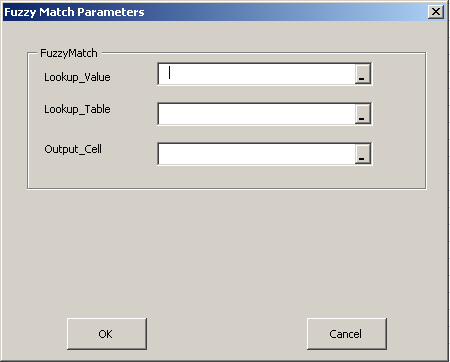 Fuzzy Match Parameters
FuzzyMatch
Lookup_Value
Lookup_Table
Output_Cell
OK Cancel